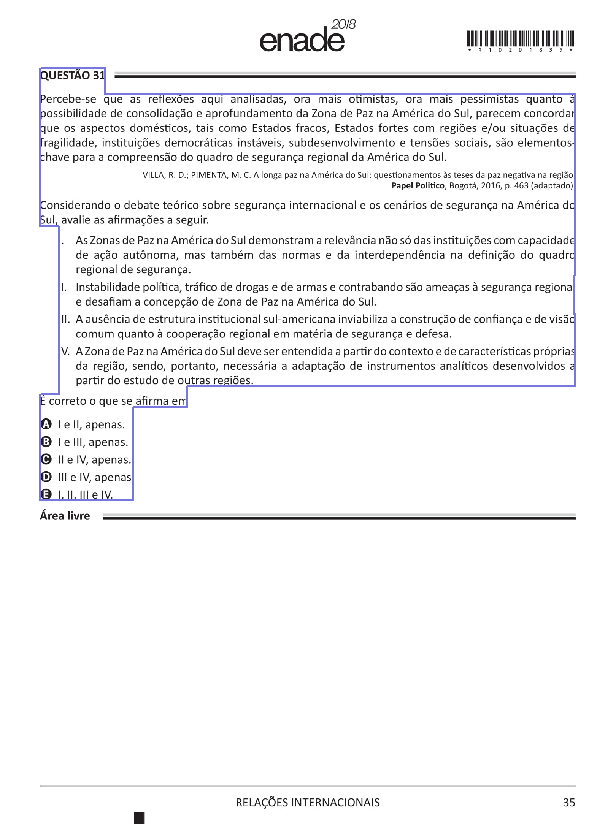 enade2018
*3120201835*
QUESTÃO 31
Percebe-se que as reflexões aqui analisadas, ora mais otimistas, ora mais pessimistas quanto à
possibilidade de consolidação e aprofundamento da Zona de Paz na América do Sul, parecem concordar
que os aspectos domésticos, tais como Estados fracos, Estados fortes com regiões e/ou situações de
fragilidade, instituições democráticas instáveis, subdesenvolvimento e tensões sociais, são elementos-
chave para a compreensão do quadro de segurança regional da América do Sul.
VILLA, R. D.; PIMENTA, M. C. A longa paz na América do Sul: questionamentos às teses da paz negativa na região.
Papel Político, Bogotá, 2016, p. 463 (adaptado).
Considerando o debate teórico sobre segurança internacional e os cenários de segurança na América do
Sul, avalie as afirmações a seguir.
I. As Zonas de Paz na América do Sul demonstram a relevância não só das instituições com capacidade
de ação autônoma, mas também das normas e da interdependência na definição do quadro
regional de segurança.
II. Instabilidade política, tráfico de drogas e de armas e contrabando são ameaças à segurança regional
e desafiam a concepção de Zona de Paz na América do Sul.
III. A ausência de estrutura institucional sul-americana inviabiliza a construção de confiança e de visão
comum quanto à cooperação regional em matéria de segurança e defesa.
IV. A Zona de Paz na América do Sul deve ser entendida a partir do contexto e de características próprias
da região, sendo, portanto, necessária a adaptação de instrumentos analíticos desenvolvidos a
partir do estudo de outras regiões.
É correto o que se afirma em
A I e II, apenas.
B I e III, apenas.
C II e IV, apenas.
D III e IV, apenas.
E I, II, III e IV.
Área livre
RELAÇÕES INTERNACIONAIS 35